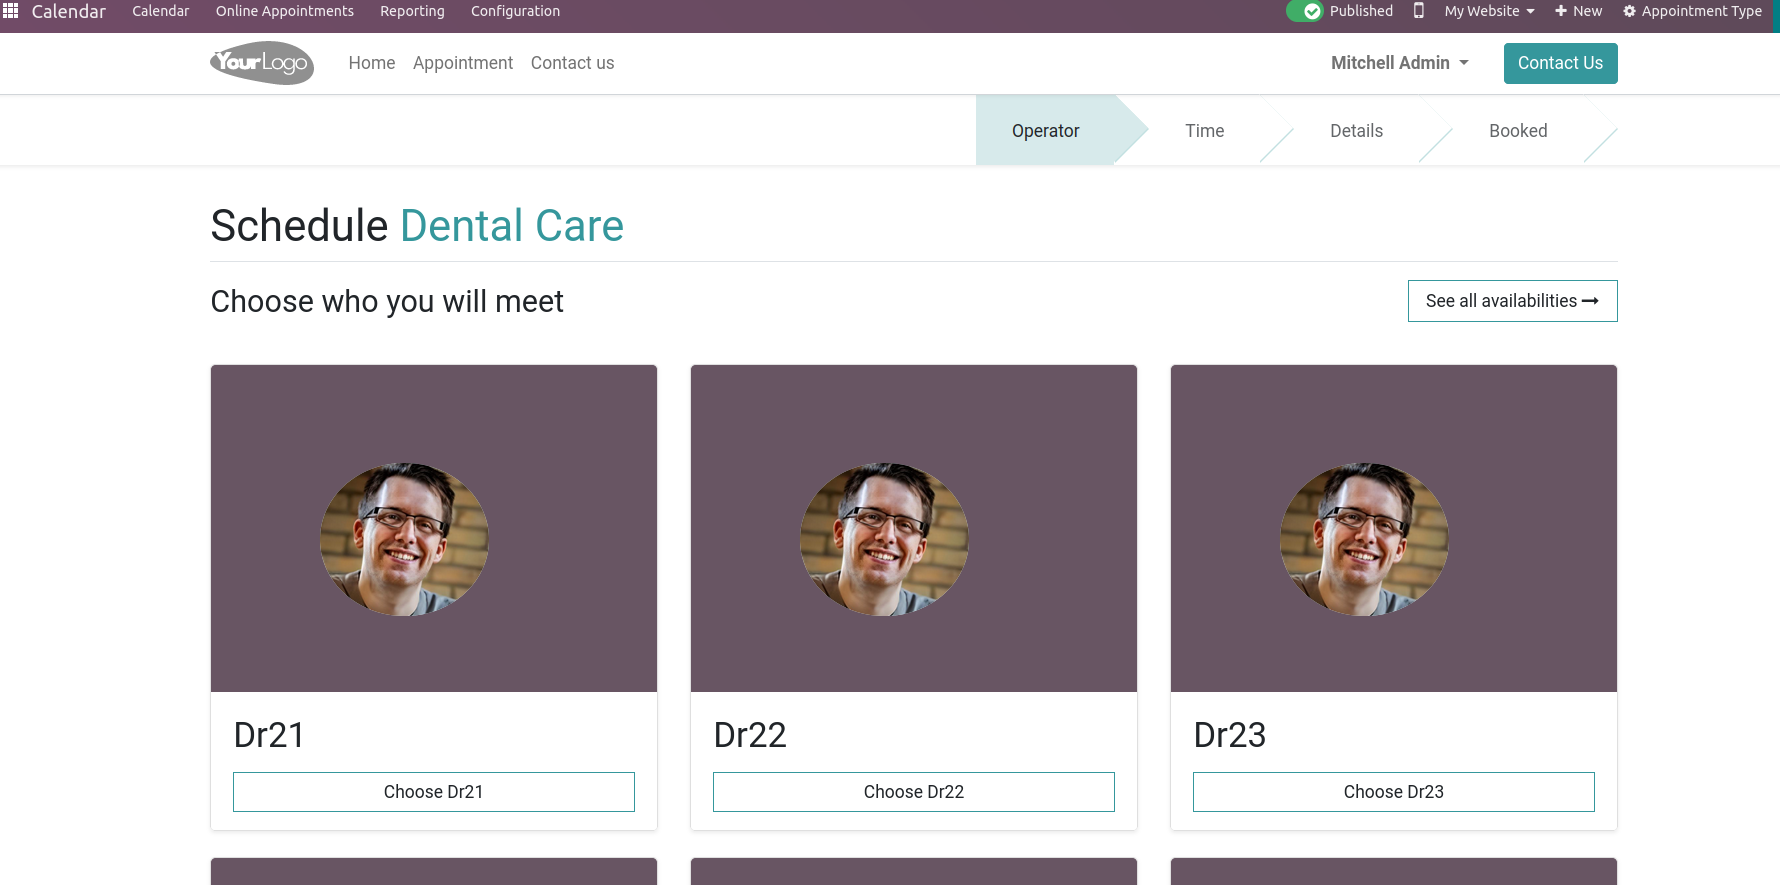 Calendar Calendar Online Appointments Reporting Configuration Published My Website New Appointment Type
YourLogo Home Appointment Contact us Mitchell Admin Contact Us
Operator Time Details Booked
Schedule Dental Care
Choose who you will meet See all availabilities
Dr21 Dr22 Dr23
Choose Dr21 Choose Dr22 Choose Dr23